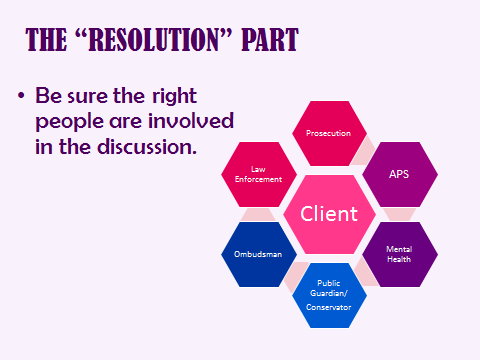 THE “RESOLUTION” PART
• Be sure the right
people are involved
in the discussion.
Prosecution
Law
Enforcement
APS
Client
Ombudsman
Mental
Health
Public
Guardian/
Conservator